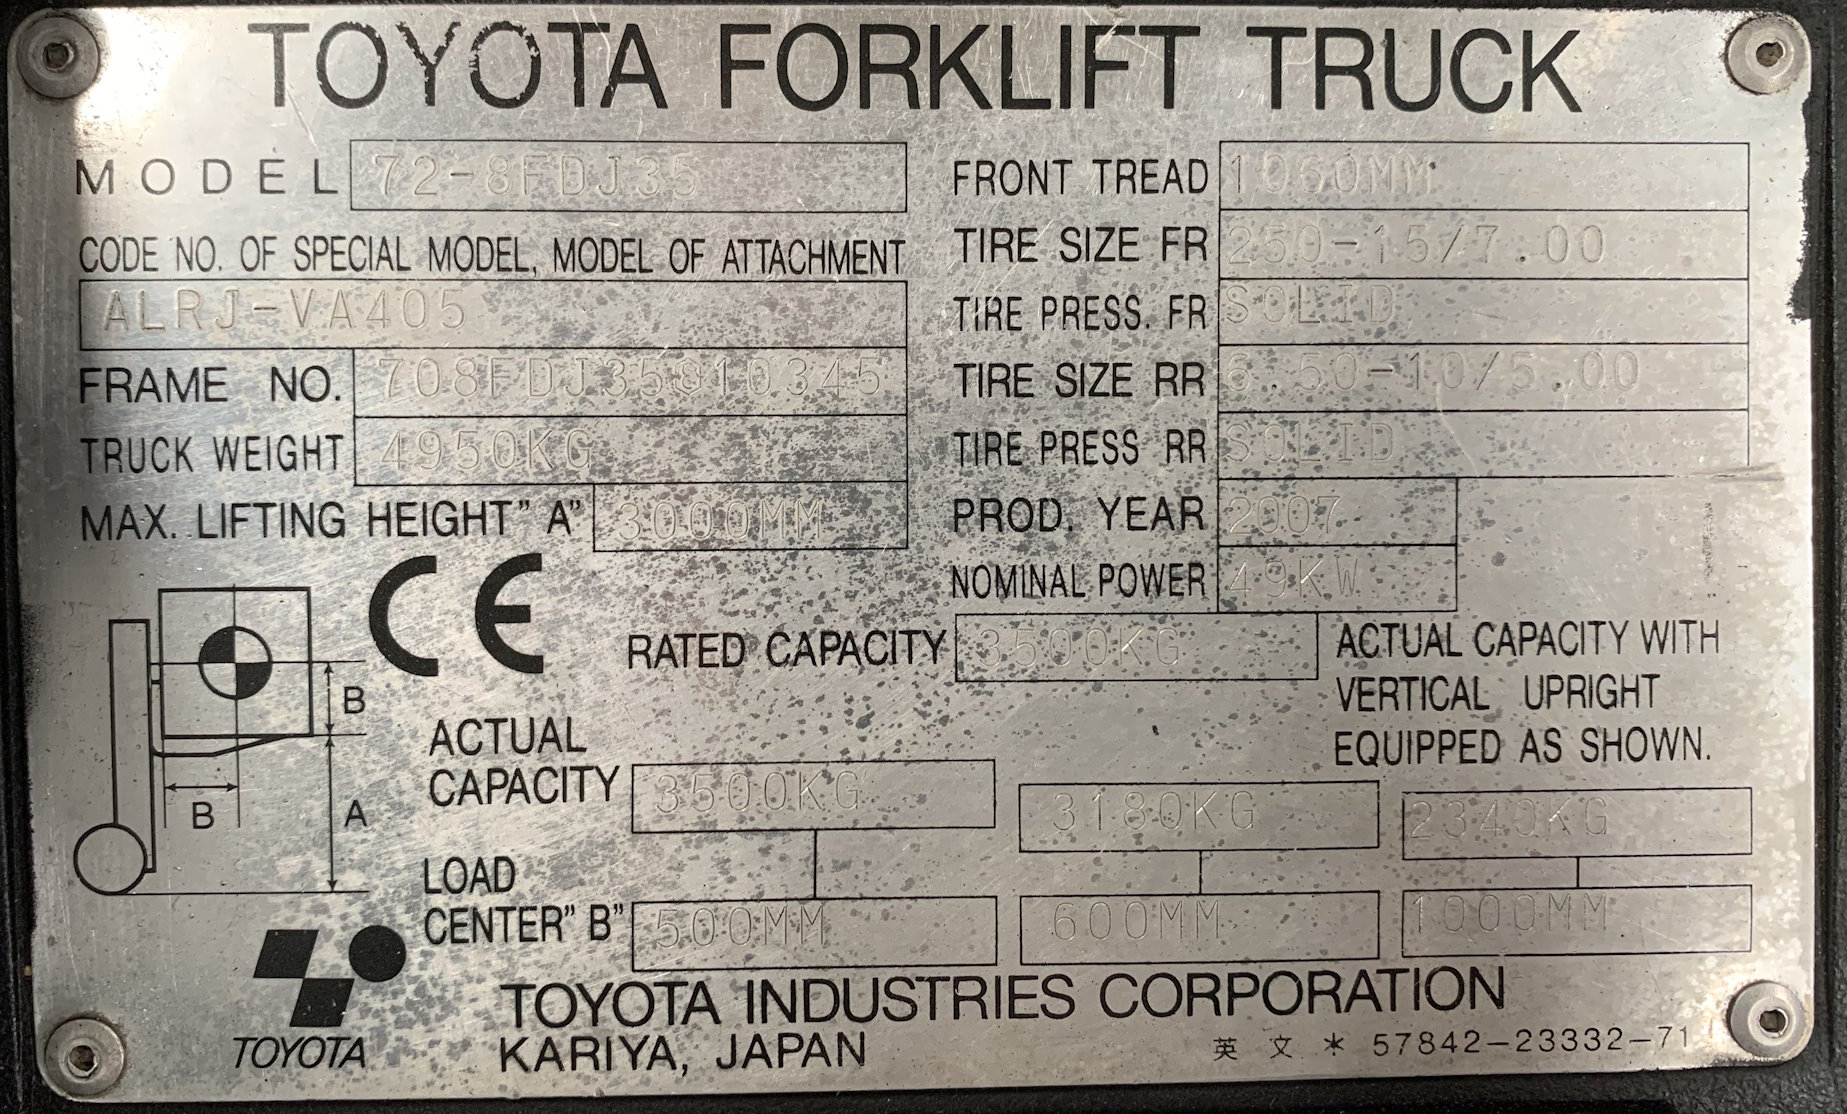 TOYOTA FORKLIFT TRUCK
MODEL 72-8FDJ35
CODE NO. OF SPECIAL MODEL, MODEL OF ATTACHMENT
ALRJ-VA405
FRAME NO.
TRUCK WEIGHT 4950KG
MAX. LIFTING HEIGHT" A" 3000MM
FRONT TREAD 1060MM
TIRE SIZE FR 250-15/7.00
TIRE PRESS. FR SOLID
TIRE SIZE RR 6.50-10/5.00
TIRE PRESS RR SOLID
PROD. YEAR 2007
NOMINAL POWER 49KW
CE
RATED CAPACITY 3500KG
ACTUAL CAPACITY WITH
VERTICAL UPRIGHT
EQUIPPED AS SHOWN.
B
B
A
ACTUAL
CAPACITY 3500KG 3180KG 2340KG
LOAD
CENTER" B" 500MM 600MM 1000MM
TOYOTA
TOYOTA INDUSTRIES CORPORATION
KARIYA, JAPAN
英 文 * 57842-23332-71